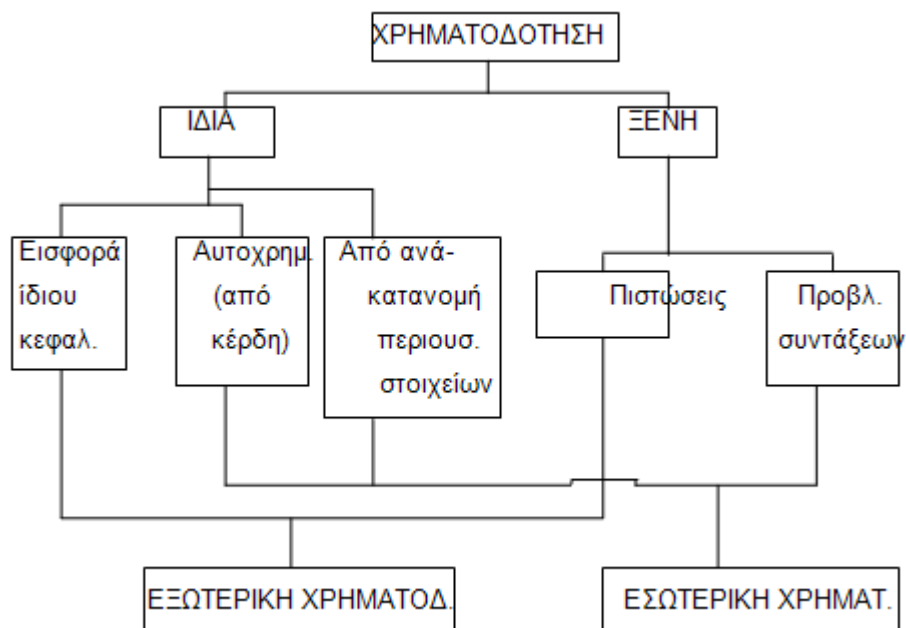 ΧΡΗΜΑΤΟΔΟΤΗΣΗ
ΙΔΙΑ
ΞΕΝΗ
Εισφορά
ίδιου
κεφαλ.
Αυτοχρημ.
(από
κέρδη)
Από ανά-
κατανομή
περιουσ.
στοιχείων
Πιστώσεις
Προβλ.
συντάξεων
ΕΞΩΤΕΡΙΚΗ ΧΡΗΜΑΤΟΔ.
ΕΣΩΤΕΡΙΚΗ ΧΡΗΜΑΤ.